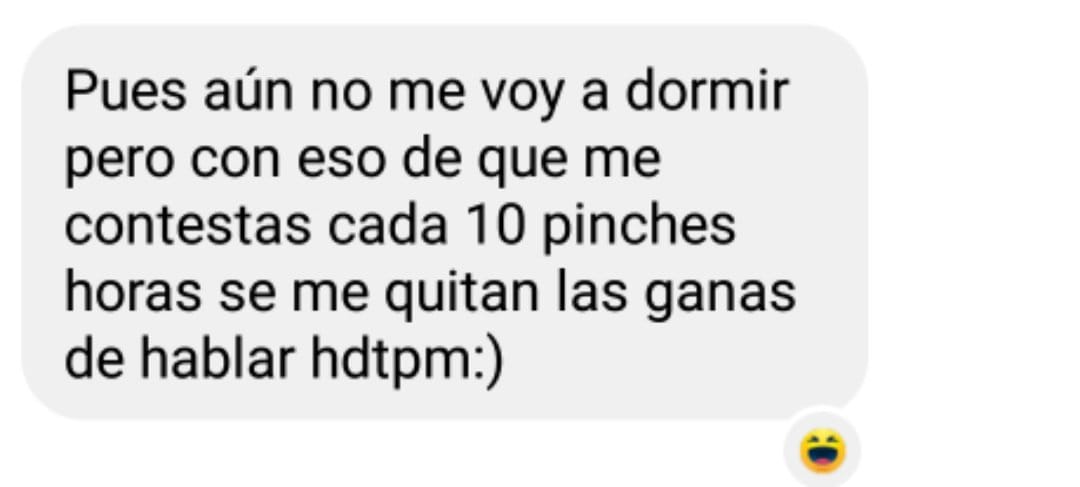 Pues aún no me voy a dormir
pero con eso de que me
contestas cada 10 pinches
horas se me quitan las ganas
de hablar hdtpm:)